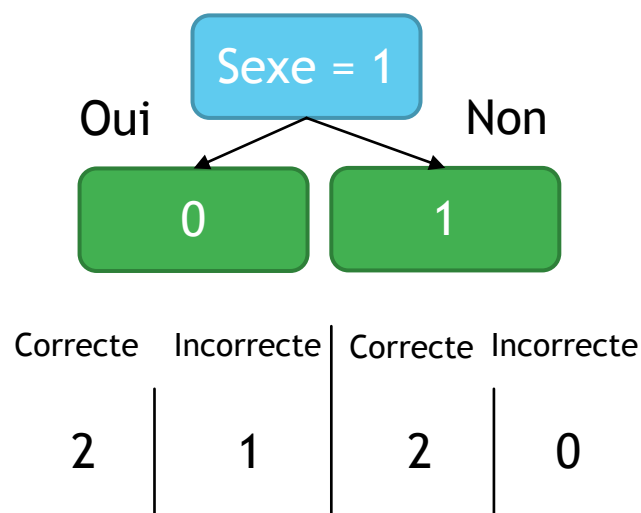 Sexe = 1
Oui Non
0 1
Correcte Incorrecte Correcte Incorrecte
2 1 2 0